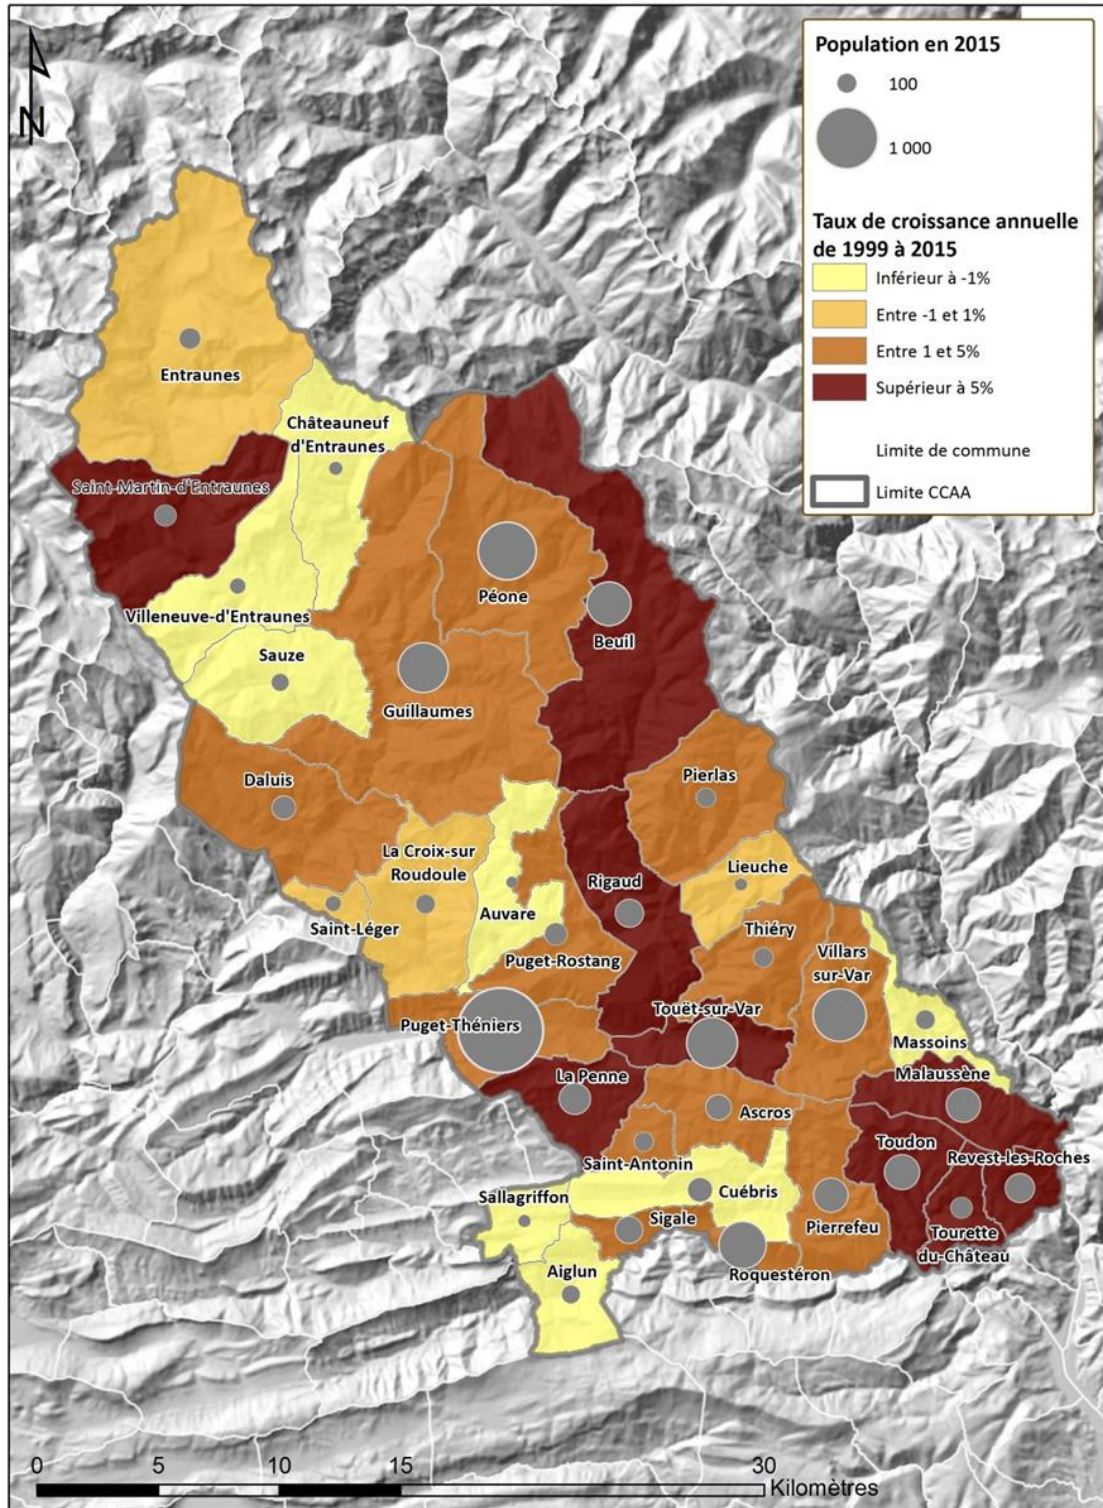 Population en 2015
100
1 000
Taux de croissance annuelle
de 1999 à 2015
Inférieur à -1%
Entre -1 et 1%
Entre 1 et 5%
Supérieur à 5%
Limite de commune
Limite CCAA
N
Entraunes
Châteauneuf
d'Entraunes
Saint-Martin-d'Entraunes
Péone
Villeneuve-d'Entraunes
Beuil
Sauze
Guillaumes
Daluis
Pierlas
La Croix-sur
Roudoule
Lieuche
Rigaud
Saint-Léger
Auvare
Thiéry
Villars
sur-Var
Puget-Rostang
Touët-sur-Var
Puget-Théniers
Massoins
Malaussène
La Penne
Ascros
Toudon
Revest-les-Roches
Saint-Antonin
Sallagriffon
Cuébris
Sigale
Pierrefeu
Tourette
du-Château
Aiglun
Roquestéron
0 5 10 15 30
Kilomètres